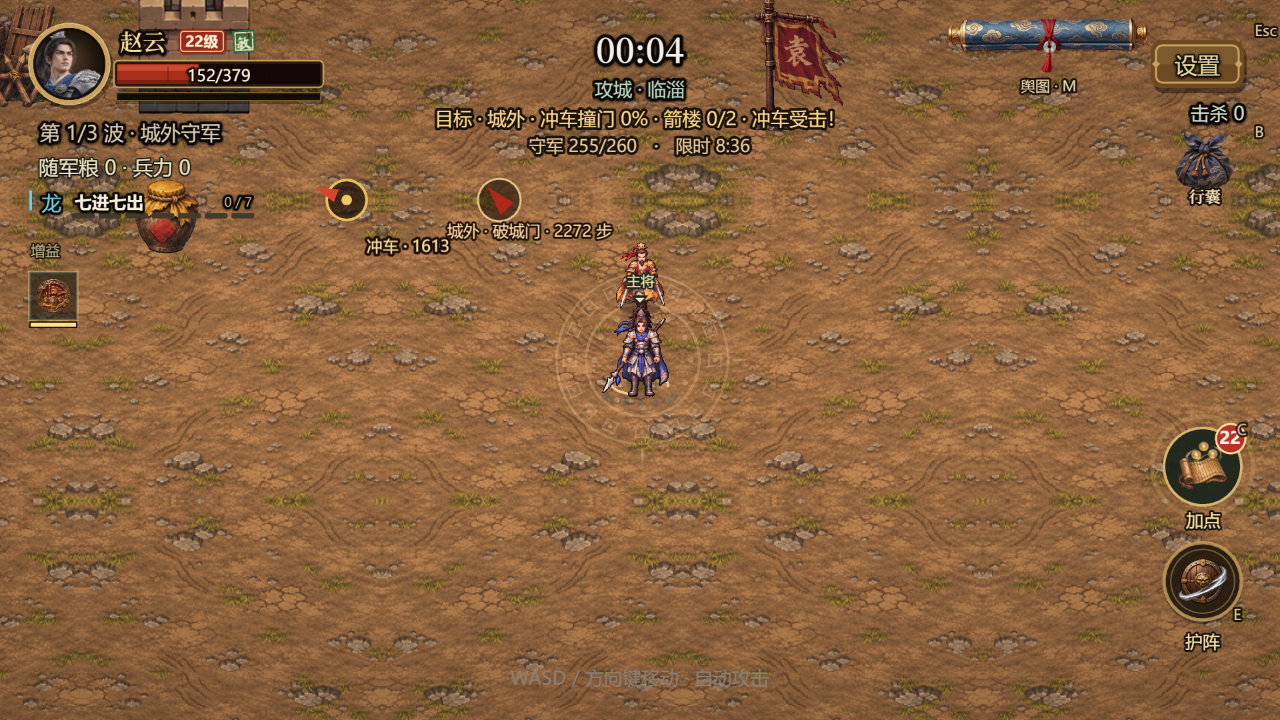 赵云 22级 敏
152/379
第 1/3 波 · 城外守军
随军粮 0 · 兵力 0
龙 七进七出 0/7
增益
00:04
攻城 · 临淄
目标 · 城外 · 冲车撞门 0% · 箭楼 0/2 · 冲车受击!
守军 255/260 · 限时 8:36
袁
舆图 · M
Esc
设置
击杀 0
B
行囊
冲车 · 1613
城外 · 破城门 · 2272 步
主将
22
C
加点
E
护阵
WASD / 方向键移动 · 自动攻击